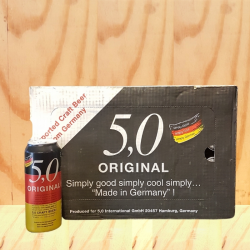 Imported Craft Beer
from Germany
5,0
ORIGINAL
Simply good simply cool simply...
"Made in Germany" !
Produced for 5,0 International GmbH 20457 Hamburg, Germany
5,0
ORIGINAL